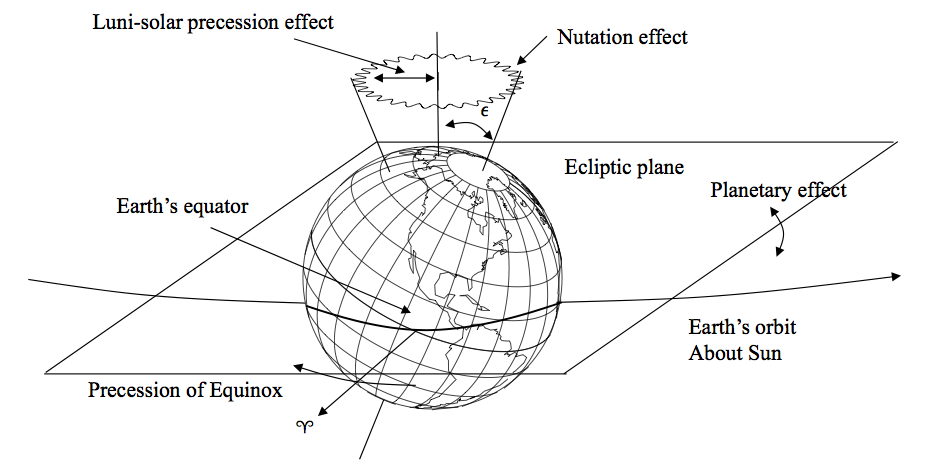 Luni-solar precession effect
Nutation effect
ϵ
Ecliptic plane
Planetary effect
Earth's equator
Earth's orbit
About Sun
Precession of Equinox
♈